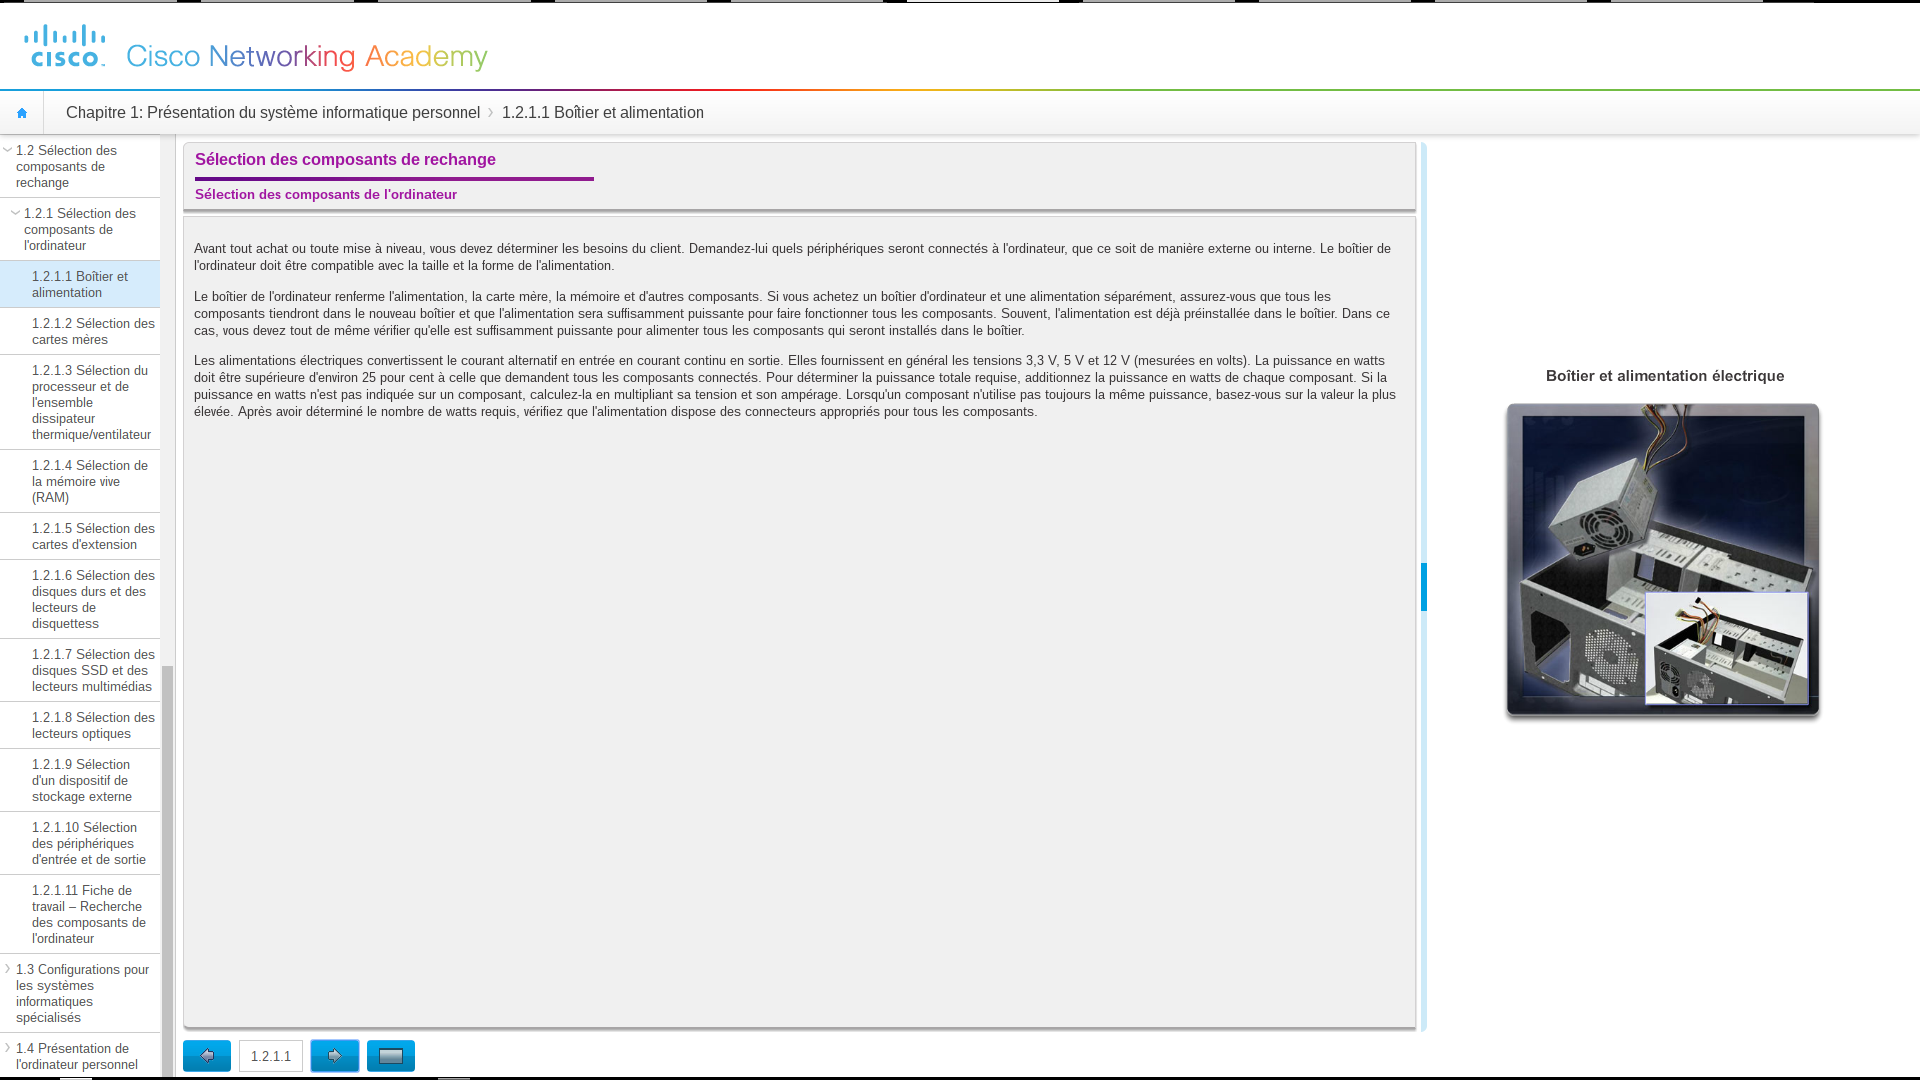 cisco
Cisco Networking Academy
Chapitre 1: Présentation du système informatique personnel
1.2.1.1 Boîtier et alimentation
1.2 Sélection des
composants de
rechange
1.2.1 Sélection des
composants de
l'ordinateur
1.2.1.1 Boîtier et
alimentation
1.2.1.2 Sélection des
cartes mères
1.2.1.3 Sélection du
processeur et de
l'ensemble
dissipateur
thermique/ventilateur
1.2.1.4 Sélection de
la mémoire vive
(RAM)
1.2.1.5 Sélection des
cartes d'extension
1.2.1.6 Sélection des
disques durs et des
lecteurs de
disquettess
1.2.1.7 Sélection des
disques SSD et des
lecteurs multimédias
1.2.1.8 Sélection des
lecteurs optiques
1.2.1.9 Sélection
d'un dispositif de
stockage externe
1.2.1.10 Sélection
des périphériques
d'entrée et de sortie
1.2.1.11 Fiche de
travail – Recherche
des composants de
l'ordinateur
1.3 Configurations pour
les systèmes
informatiques
spécialisés
1.4 Présentation de
l'ordinateur personnel
Sélection des composants de rechange
Sélection des composants de l'ordinateur
Avant tout achat ou toute mise à niveau, vous devez déterminer les besoins du client. Demandez-lui quels périphériques seront connectés à l'ordinateur, que ce soit de manière externe ou interne. Le boîtier de
l'ordinateur doit être compatible avec la taille et la forme de l'alimentation.
Le boîtier de l'ordinateur renferme l'alimentation, la carte mère, la mémoire et d'autres composants. Si vous achetez un boîtier d'ordinateur et une alimentation séparément, assurez-vous que tous les
composants tiendront dans le nouveau boîtier et que l'alimentation sera suffisamment puissante pour faire fonctionner tous les composants. Souvent, l'alimentation est déjà préinstallée dans le boîtier. Dans ce
cas, vous devez tout de même vérifier qu'elle est suffisamment puissante pour alimenter tous les composants qui seront installés dans le boîtier.
Les alimentations électriques convertissent le courant alternatif en entrée en courant continu en sortie. Elles fournissent en général les tensions 3,3 V, 5 V et 12 V (mesurées en volts). La puissance en watts
doit être supérieure d'environ 25 pour cent à celle que demandent tous les composants connectés. Pour déterminer la puissance totale requise, additionnez la puissance en watts de chaque composant. Si la
puissance en watts n'est pas indiquée sur un composant, calculez-la en multipliant sa tension et son ampérage. Lorsqu'un composant n'utilise pas toujours la même puissance, basez-vous sur la valeur la plus
élevée. Après avoir déterminé le nombre de watts requis, vérifiez que l'alimentation dispose des connecteurs appropriés pour tous les composants.
1.2.1.1
Boîtier et alimentation électrique